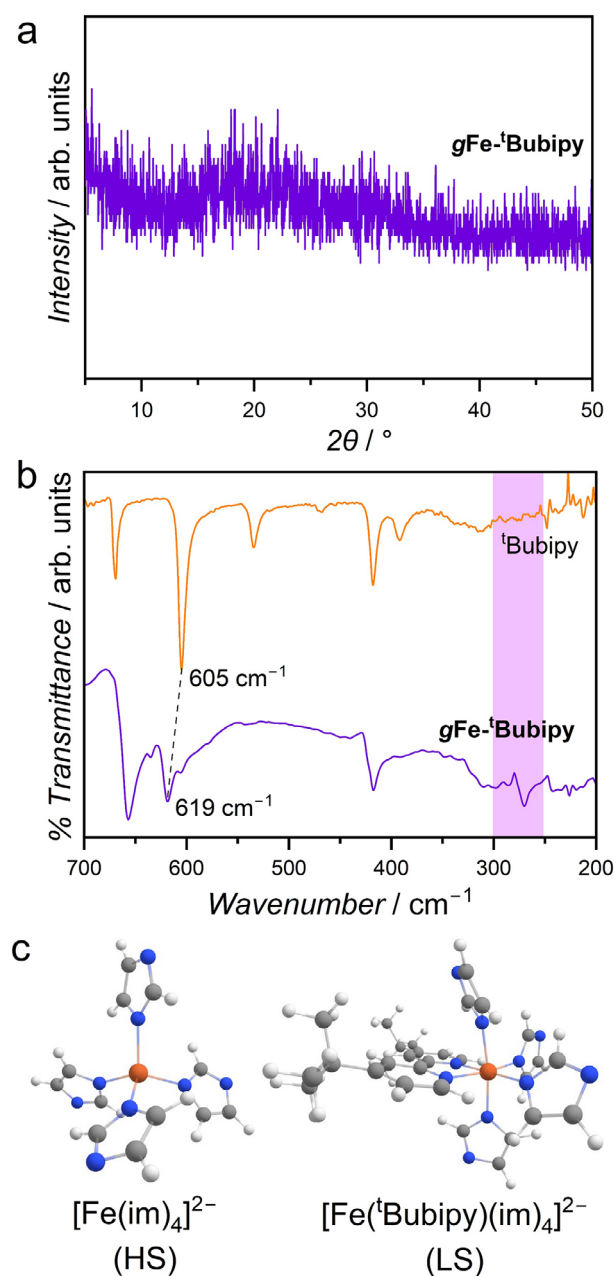 a
Intensity / arb. units
gFe-ᵗBubipy
10 20 30 40 50
2θ / °
b
% Transmittance / arb. units
ᵗBubipy
605 cm⁻¹
gFe-ᵗBubipy
619 cm⁻¹
700 600 500 400 300 200
Wavenumber / cm⁻¹
c
[Fe(im)₄]²⁻ [Fe(ᵗBubipy)(im)₄]²⁻
(HS) (LS)